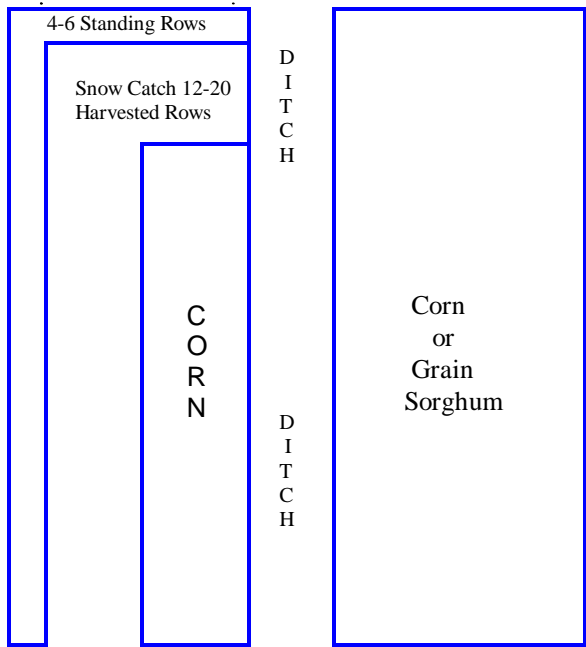 4-6 Standing Rows
Snow Catch 12-20
Harvested Rows
D
I
T
C
H
C
O
R
N
Corn
or
Grain
Sorghum
D
I
T
C
H